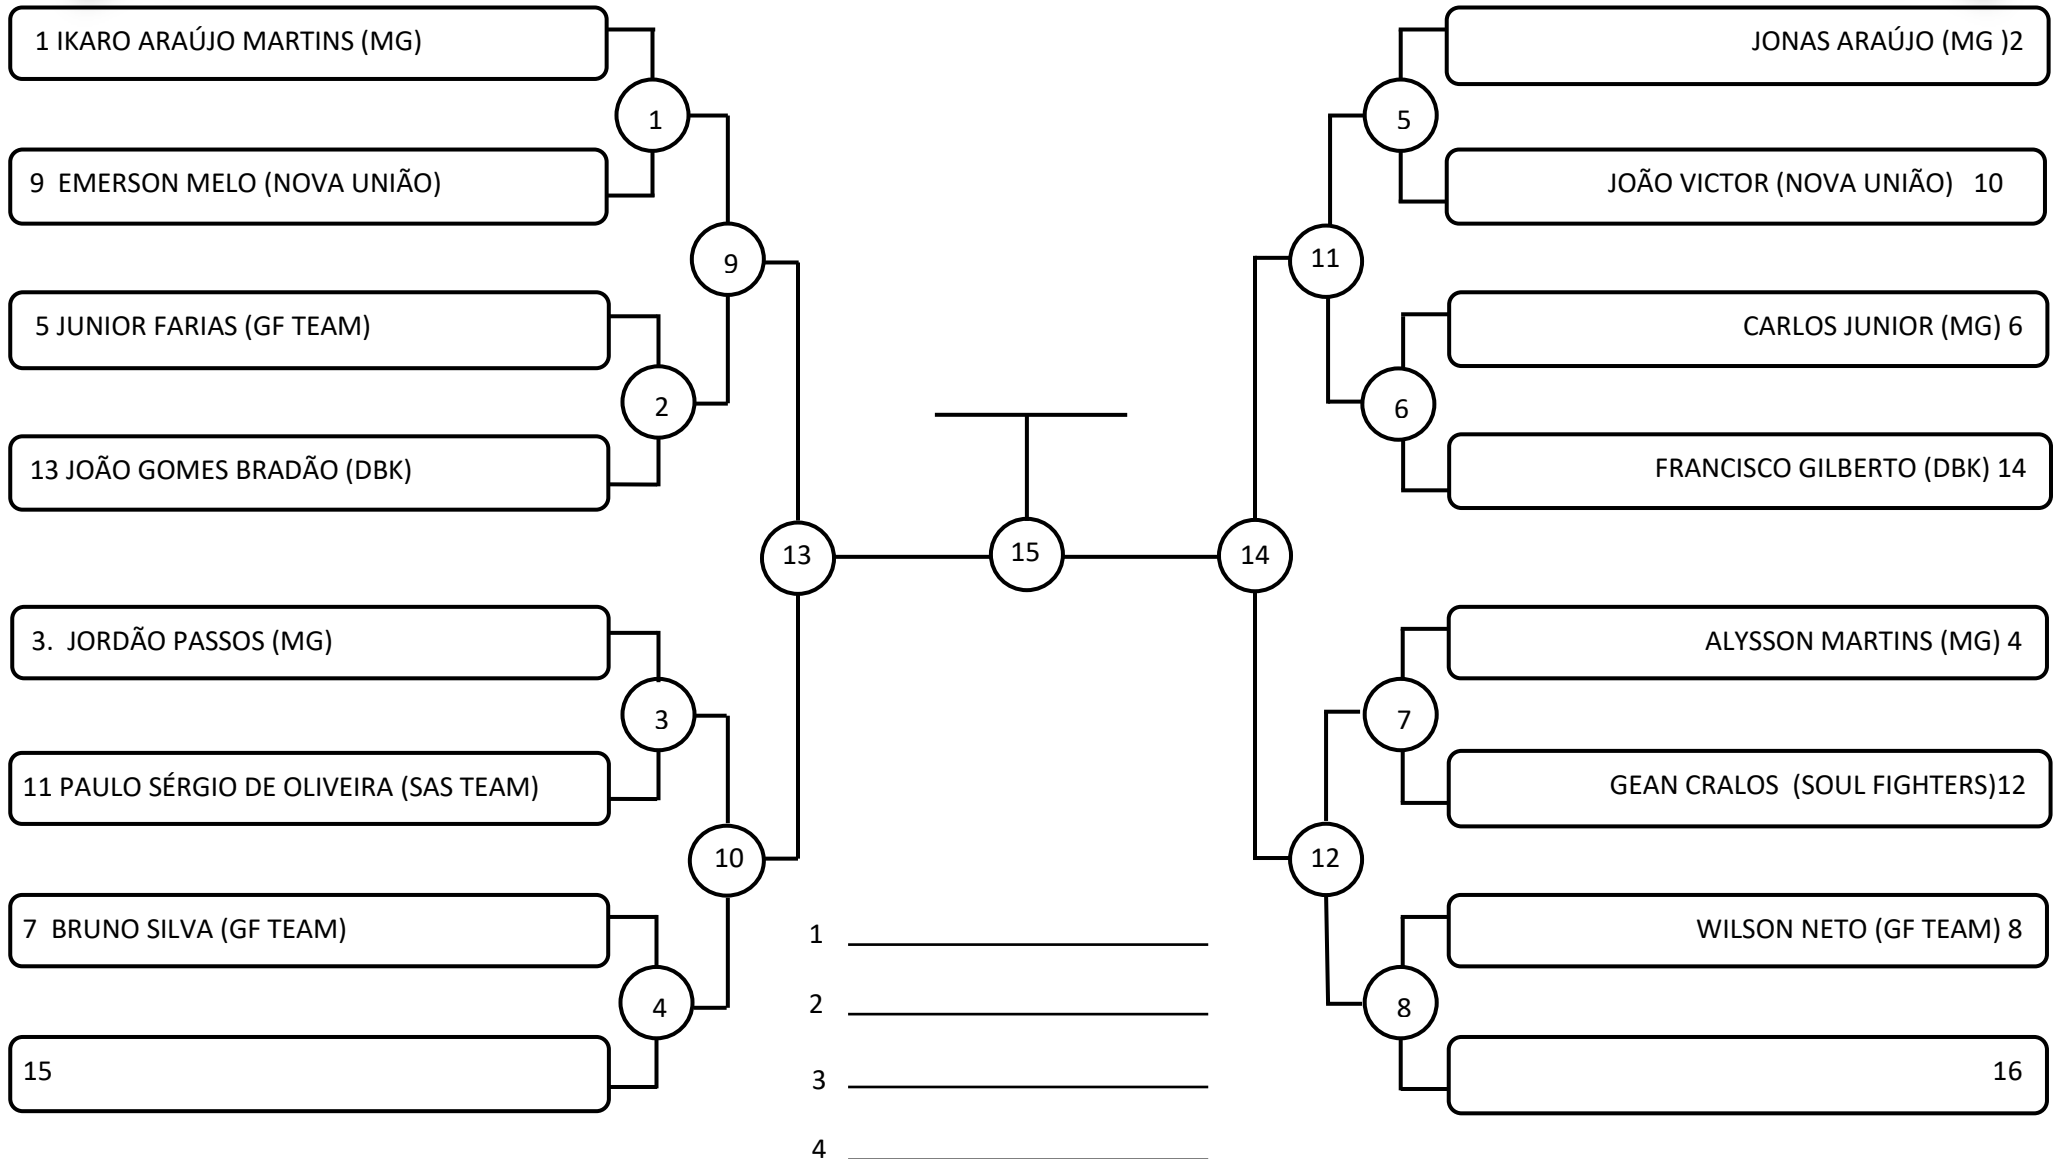 1 IKARO ARAÚJO MARTINS (MG)
9 EMERSON MELO (NOVA UNIÃO)
5 JUNIOR FARIAS (GF TEAM)
13 JOÃO GOMES BRADÃO (DBK)
3. JORDÃO PASSOS (MG)
11 PAULO SÉRGIO DE OLIVEIRA (SAS TEAM)
7 BRUNO SILVA (GF TEAM)
15
1
2
3
4
9
10
13
15
14
11
12
5
6
7
8
JONAS ARAÚJO (MG )2
JOÃO VICTOR (NOVA UNIÃO) 10
CARLOS JUNIOR (MG) 6
FRANCISCO GILBERTO (DBK) 14
ALYSSON MARTINS (MG) 4
GEAN CRALOS (SOUL FIGHTERS)12
WILSON NETO (GF TEAM) 8
16
1
2
3
4